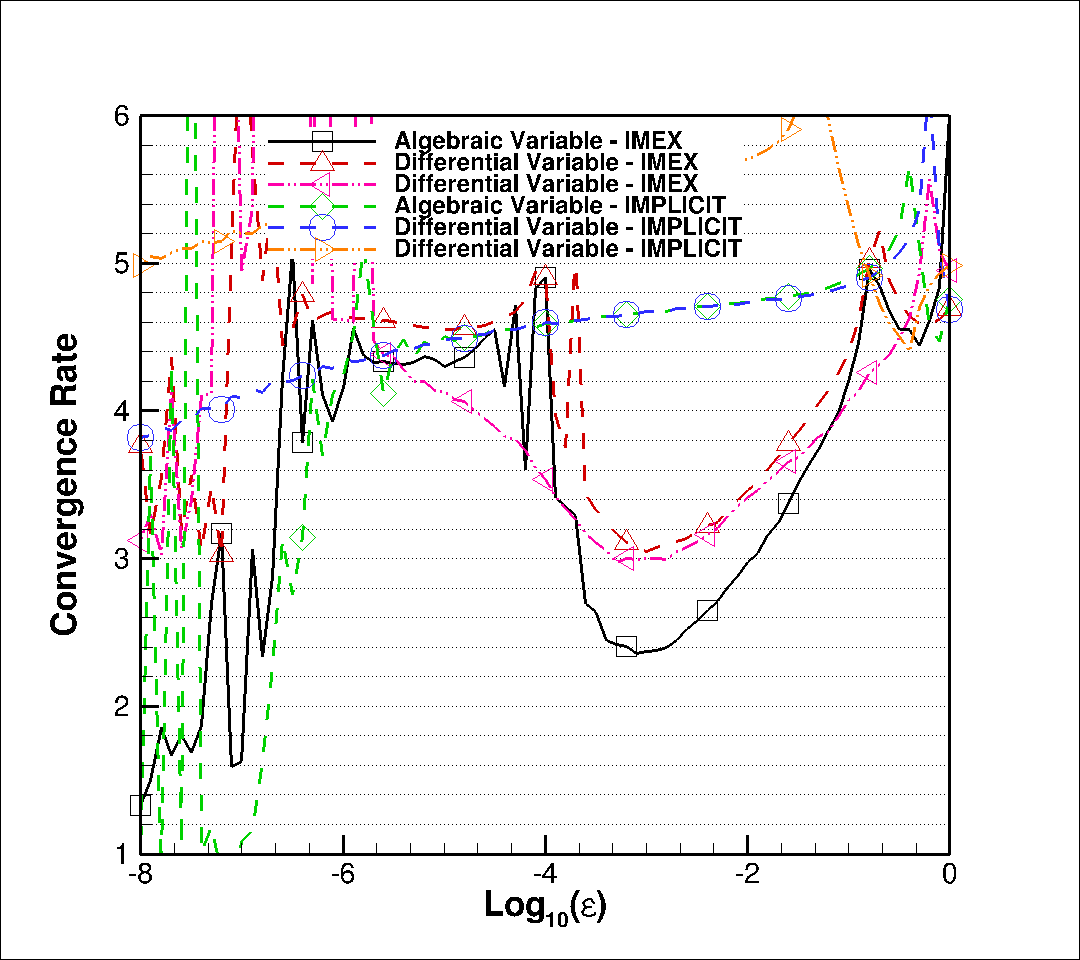 6
Algebraic Variable - IMEX
Differential Variable - IMEX
Differential Variable - IMEX
Algebraic Variable - IMPLICIT
Differential Variable - IMPLICIT
Differential Variable - IMPLICIT
5
4
3
2
1
Convergence Rate
-8 -6 -4 -2 0
Log10(ε)